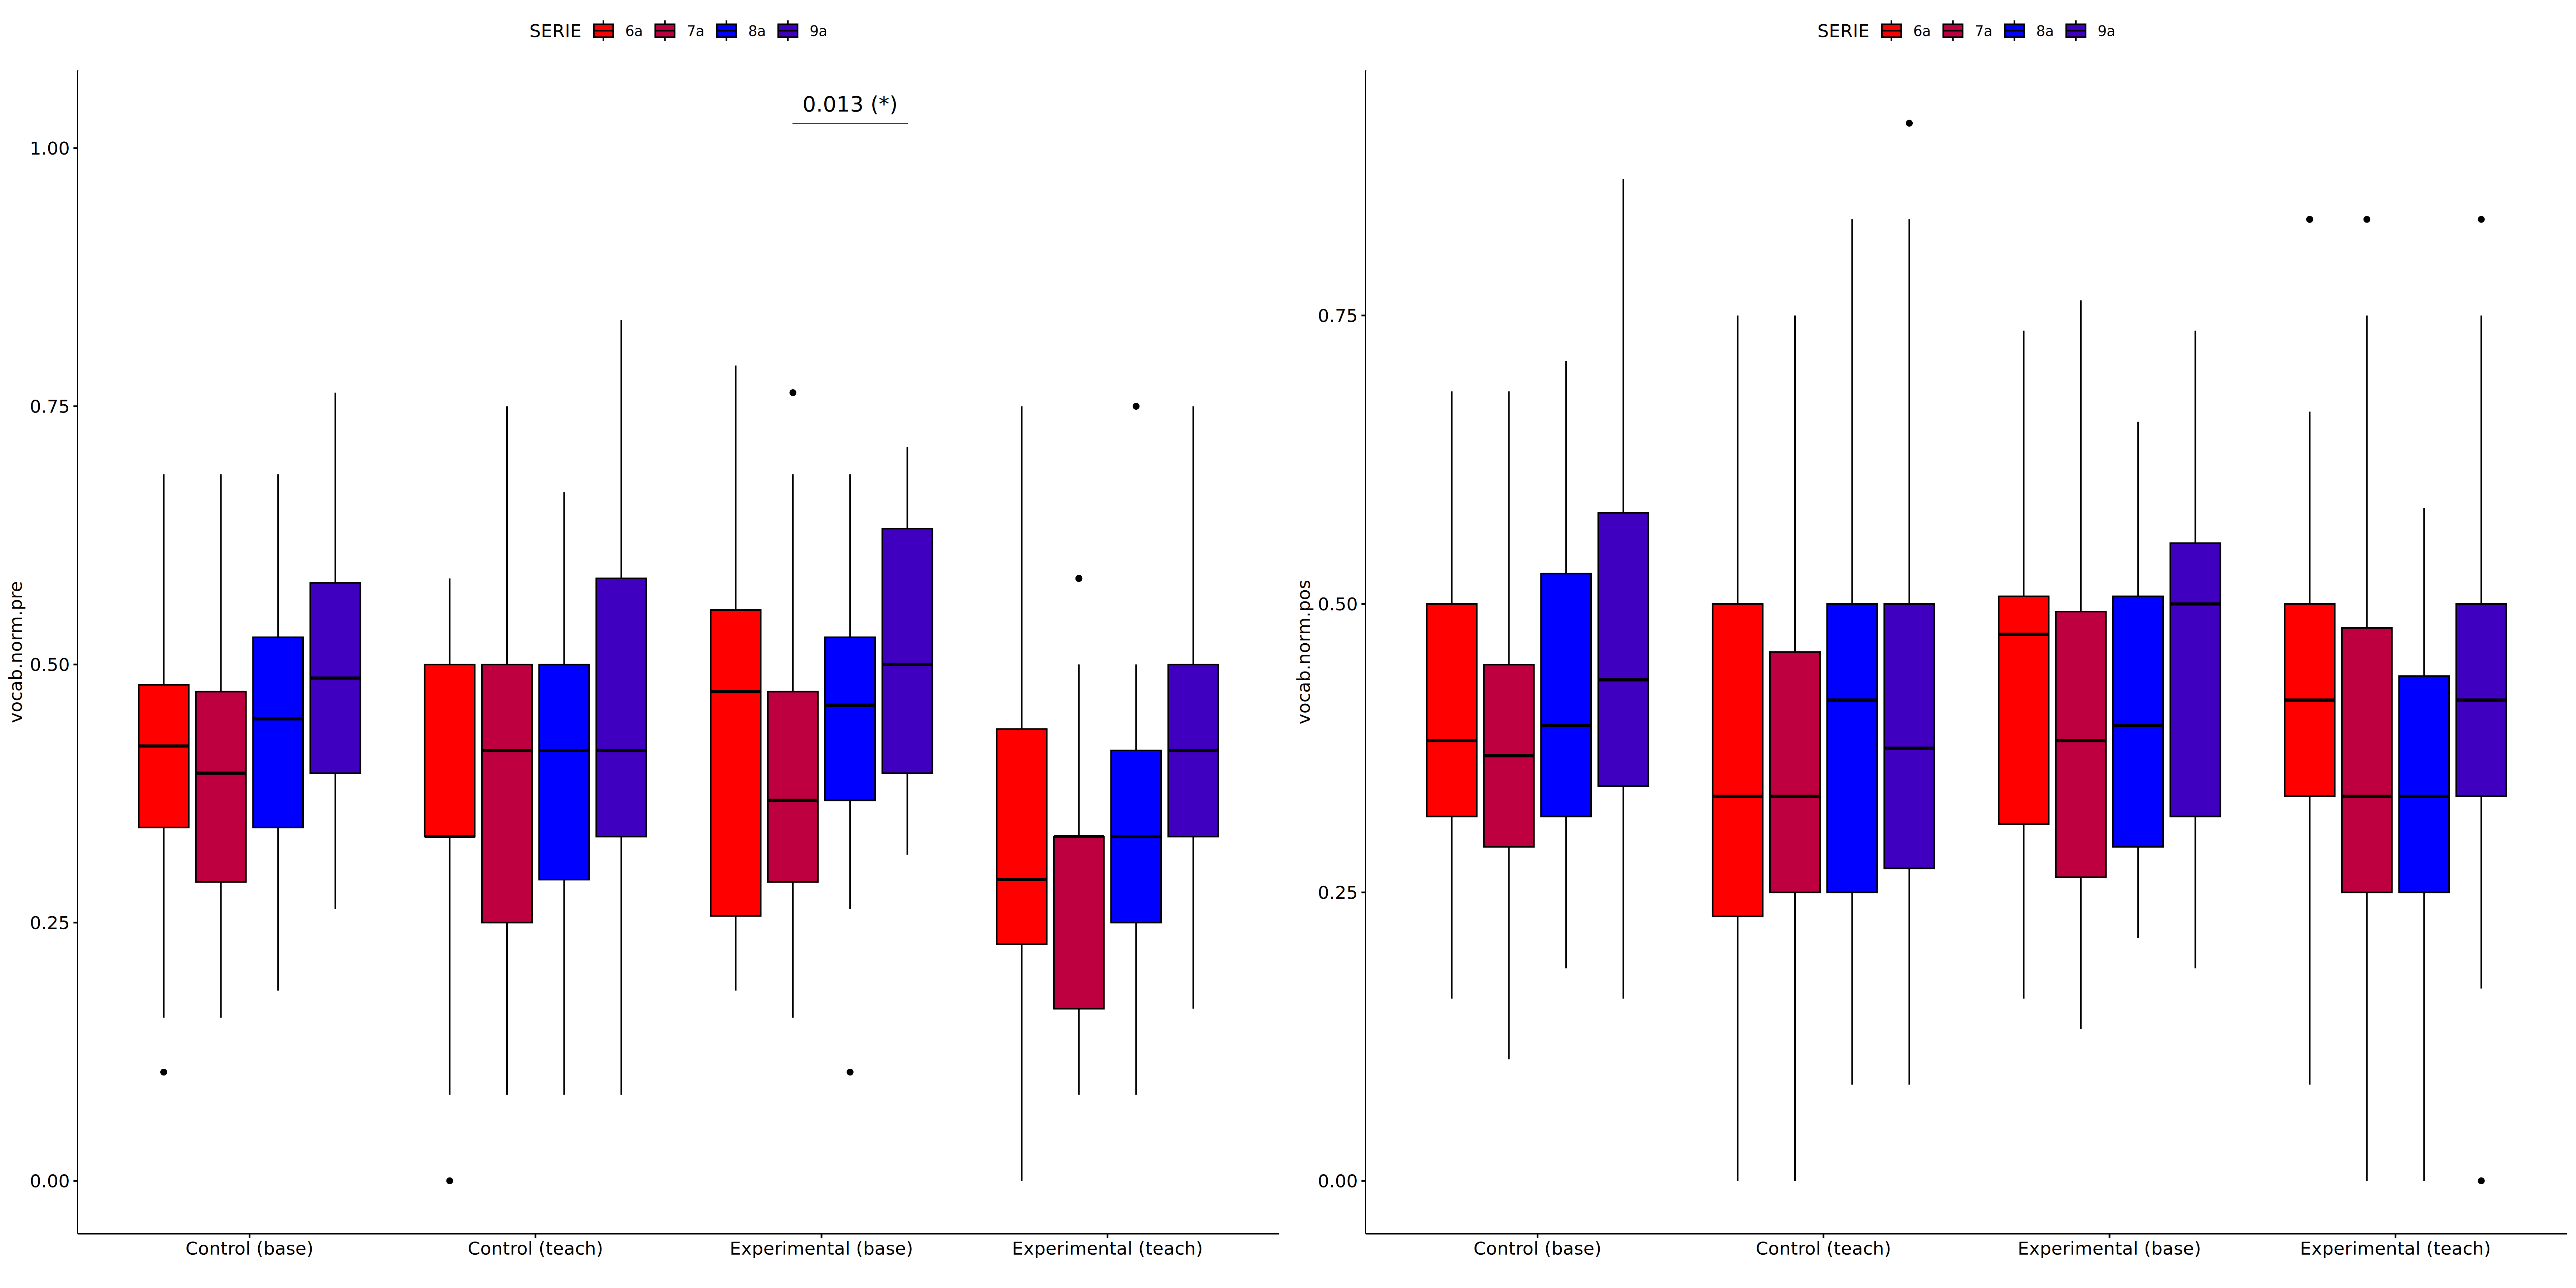 SERIE 6a 7a 8a 9a
0.013 (*)
1.00
0.75
0.50
0.25
0.00
vocab.norm.pre
Control (base) Control (teach) Experimental (base) Experimental (teach)
SERIE 6a 7a 8a 9a
0.75
0.50
0.25
0.00
vocab.norm.pos
Control (base) Control (teach) Experimental (base) Experimental (teach)